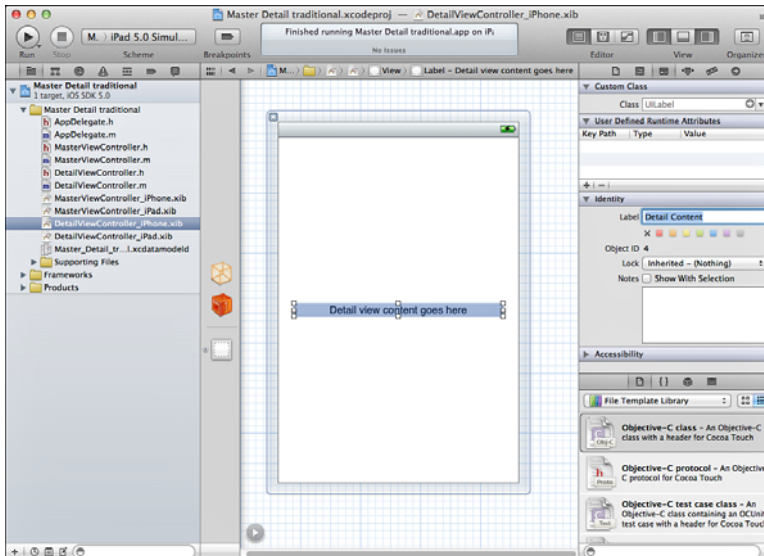 Master Detail traditional.xcodeproj — DetailViewController_iPhone.xib
Run
Stop
M. iPad 5.0 Simul...
Scheme
Breakpoints
Finished running Master Detail traditional.app on iPa
No Issues
Editor
View
Organizer
M... View Label – Detail view content goes here
Master Detail traditional
1 target, iOS SDK 5.0
Master Detail traditional
AppDelegate.h
AppDelegate.m
MasterViewController.h
MasterViewController.m
DetailViewController.h
DetailViewController.m
MasterViewController_iPhone.xib
MasterViewController_iPad.xib
DetailViewController_iPhone.xib
DetailViewController_iPad.xib
Master_Detail_tr...l.xcdatamodeld
Supporting Files
Frameworks
Products
Detail view content goes here
Custom Class
Class UILabel
User Defined Runtime Attributes
Key Path Type Value
Identity
Label Detail Content
Object ID 4
Lock Inherited – (Nothing)
Notes Show With Selection
Accessibility
File Template Library
Obj-C
Objective-C class – An Objective-C
class with a header for Cocoa Touch
Proto
Objective-C protocol – An Objective
C protocol for Cocoa Touch
Test
Objective-C test case class – An
Objective-C class containing an OCUnit
test case with a header for Cocoa Touch